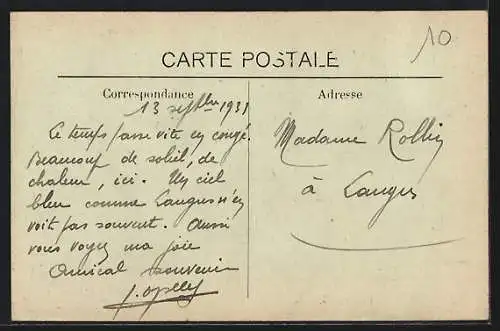 CARTE POSTALE
10
Correspondance
Adresse
13 septbre 1931
Le temps passe vite en congé.
Beaucoup de soleil, de
chaleur, ici. Un ciel
bleu comme Langres n'en
voit pas souvent. Aussi
vous voyez ma joie
Amical souvenir
Madame Rollin
à Langres